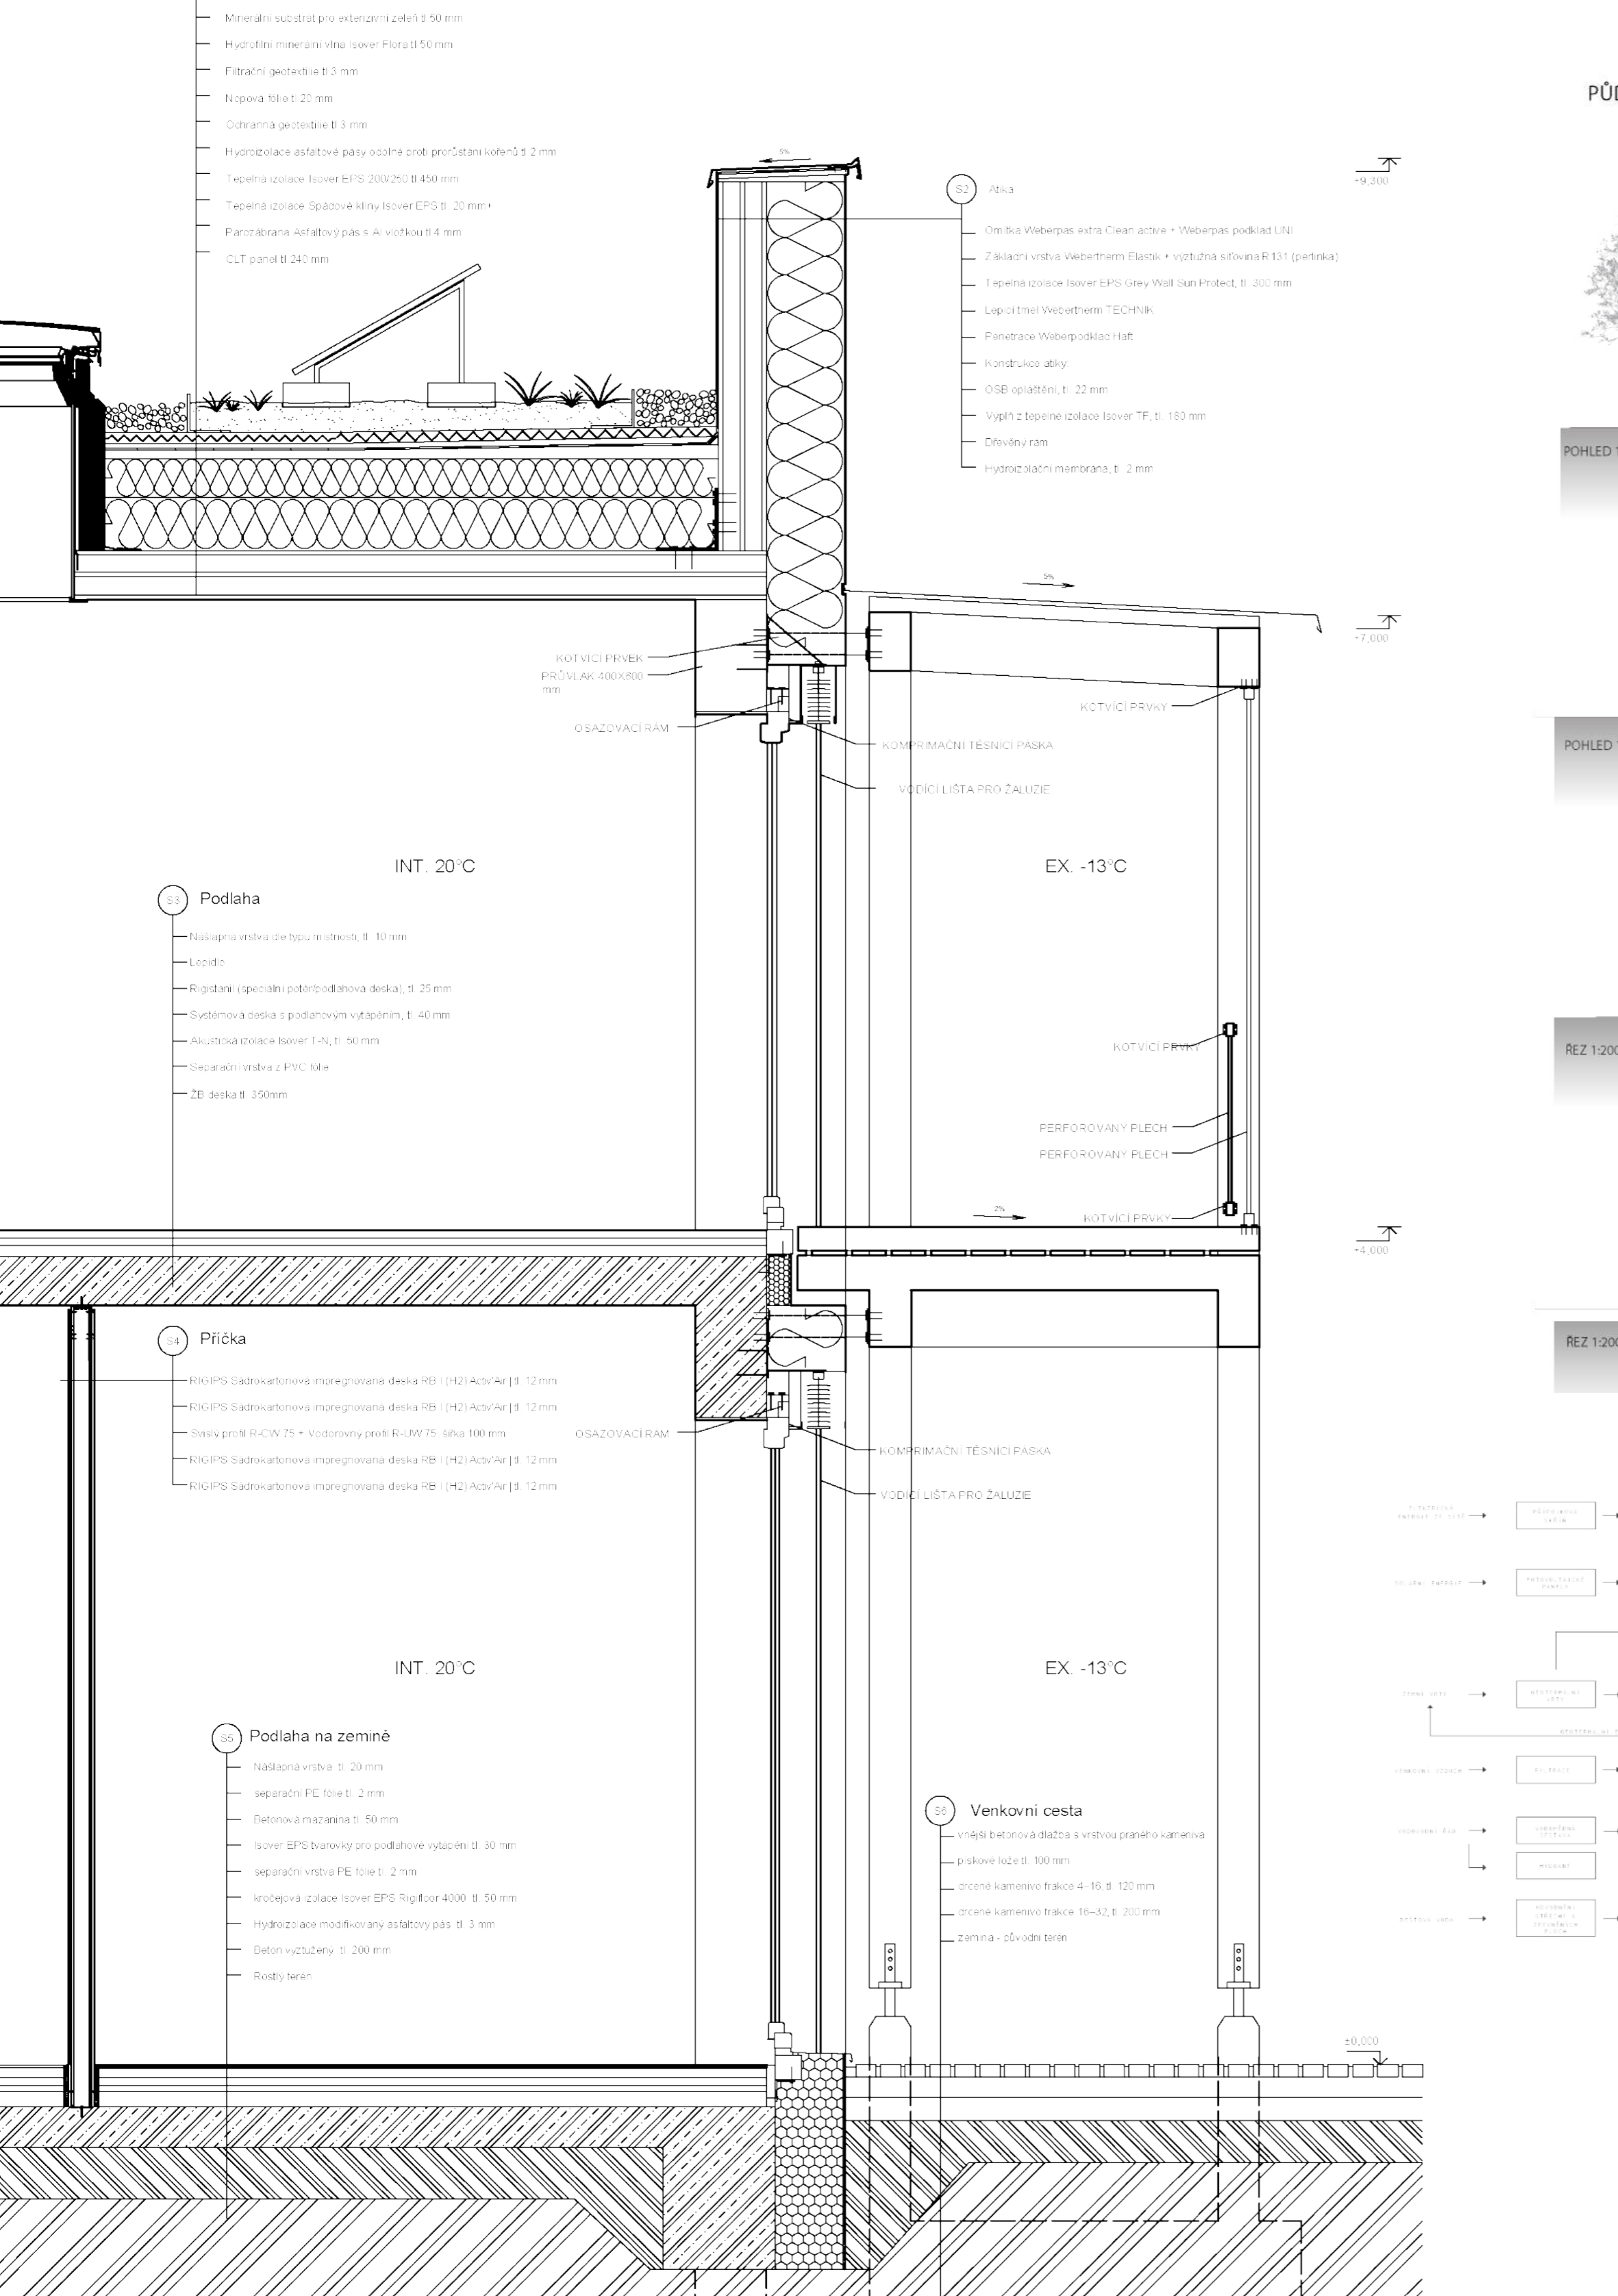 Minerální substrát pro extenzivní zeleň tl 50 mm
Hydrofilní minerální vlna Isover Flora tl 50 mm
Filtrační geotextilie tl 3 mm
Nopová fólie tl 20 mm
Ochranná geotextilie tl 3 mm
Hydroizolace asfaltové pásy odolné proti prorůstání kořenů tl 2 mm
Tepelná izolace Isover EPS 200/250 tl 450 mm
Tepelná izolace Spádové klíny Isover EPS tl. 20 mm+
Parozábrana Asfaltový pás s Al vložkou tl 4 mm
CLT panel tl 240 mm
5%
S2 Atika
Omítka Weberpas extra Clean active + Weberpas podklad UNI
Základní vrstva Webertherm Elastik + výztužná síťovina R 131 (perlinka)
Tepelná izolace Isover EPS Grey Wall Sun Protect, tl. 300 mm
Lepicí tmel Webertherm TECHNIK
Penetrace Weberpodklad Haft
Konstrukce atiky:
OSB opláštění, tl. 22 mm
Výplň z tepelné izolace Isover TF, tl. 180 mm
Dřevěný rám
Hydroizolační membrána, tl. 2 mm
+9,300
5%
+7,000
KOTVÍCÍ PRVEK
PRŮVLAK 400X600
mm
OSAZOVACÍ RÁM
KOMPRIMAČNÍ TĚSNÍCÍ PÁSKA
VODÍCÍ LIŠTA PRO ŽALUZIE
KOTVÍCÍ PRVKY
INT. 20°C
EX. -13°C
S3 Podlaha
Nášlapná vrstva dle typu místnosti, tl. 10 mm
Lepidlo
Rigistabil (speciální potěr/podlahová deska), tl. 25 mm
Systémová deska s podlahovým vytápěním, tl. 40 mm
Akustická izolace Isover T-N, tl. 50 mm
Separační vrstva z PVC fólie
ŽB deska tl. 350mm
KOTVÍCÍ PRVKY
PERFOROVANÝ PLECH
PERFOROVANÝ PLECH
KOTVÍCÍ PRVKY
2%
+4,000
S4 Příčka
RIGIPS Sádrokartonová impregnovaná deska RB I (H2) Activ'Air | tl. 12 mm
RIGIPS Sádrokartonová impregnovaná deska RB I (H2) Activ'Air | tl. 12 mm
Svislý profil R-CW 75 + Vodorovný profil R-UW 75, šířka 100 mm
RIGIPS Sádrokartonová impregnovaná deska RB I (H2) Activ'Air | tl. 12 mm
RIGIPS Sádrokartonová impregnovaná deska RB I (H2) Activ'Air | tl. 12 mm
OSAZOVACÍ RÁM
KOMPRIMAČNÍ TĚSNÍCÍ PÁSKA
VODÍCÍ LIŠTA PRO ŽALUZIE
INT. 20°C
EX. -13°C
S5 Podlaha na zemině
Nášlapná vrstva tl. 20 mm
separační PE fólie tl. 2 mm
Betonová mazanina tl. 50 mm
Isover EPS tvarovky pro podlahové vytápění tl. 30 mm
separační vrstva PE fólie tl. 2 mm
kročejová izolace Isover EPS Rigifloor 4000 tl. 50 mm
Hydroizolace modifikovaný asfaltový pás tl. 3 mm
Beton vyztužený tl. 200 mm
Rostlý terén
S6 Venkovní cesta
vnější betonová dlažba s vrstvou praného kameniva
pískové lože tl. 100 mm
drcené kamenivo frakce 4–16, tl. 120 mm
drcené kamenivo frakce 16–32, tl. 200 mm
zemina - původní terén
±0,000
POHLED 1
POHLED
ŘEZ 1:200
ŘEZ 1:200